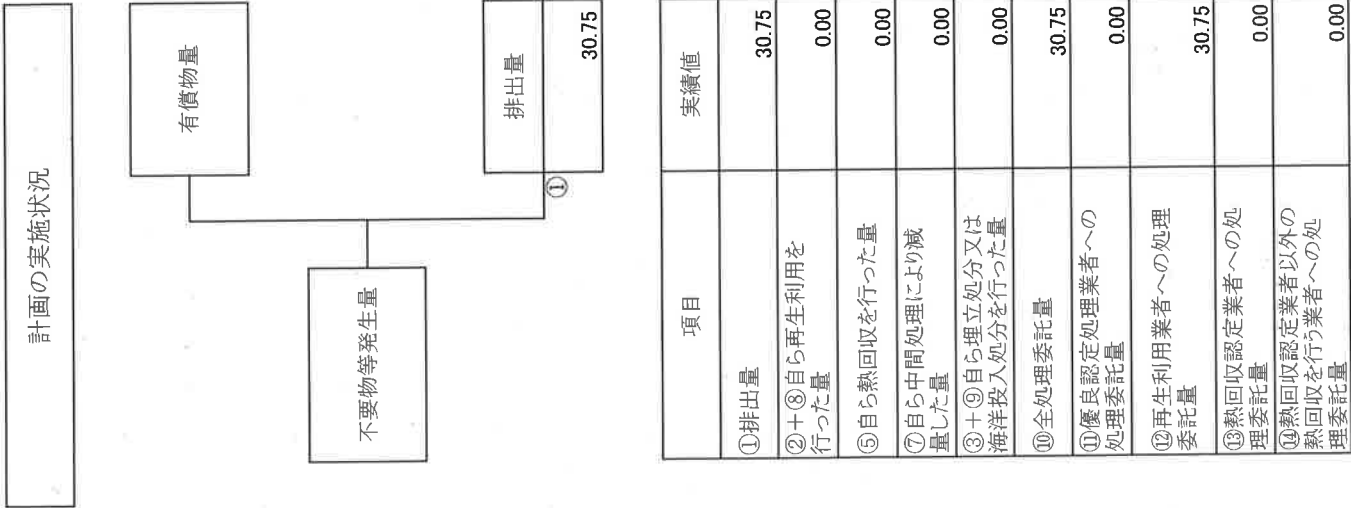 計画の実施状況
有償物量
不要物等発生量
排出量
①
30.75
項目
実績値
①排出量
30.75
②+⑧自ら再生利用を
行った量
0.00
⑤自ら熱回収を行った量
0.00
⑦自ら中間処理により減
量した量
0.00
③+⑨自ら埋立処分又は
海洋投入処分を行った量
0.00
⑩全処理委託量
30.75
⑪優良認定処理業者への
処理委託量
0.00
⑫再生利用業者への処理
委託量
30.75
⑬熱回収認定業者への処
理委託量
0.00
⑭熱回収認定業者以外の
熱回収を行う業者への処
理委託量
0.00